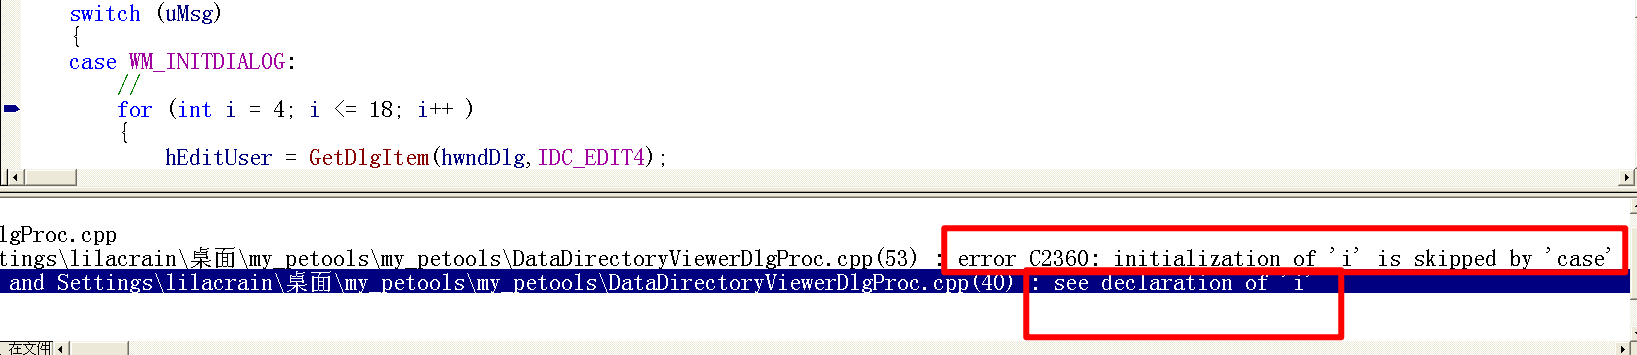 switch (uMsg)
{
case WM_INITDIALOG:
//
for (int i = 4; i <= 18; i++ )
{
hEditUser = GetDlgItem(hwndDlg,IDC_EDIT4);
lgProc.cpp
tings\lilacrain\桌面\my_petools\my_petools\DataDirectoryViewerDlgProc.cpp(53) : error C2360: initialization of 'i' is skipped by 'case'
and Settings\lilacrain\桌面\my_petools\my_petools\DataDirectoryViewerDlgProc.cpp(40) : see declaration of 'i'
在文件